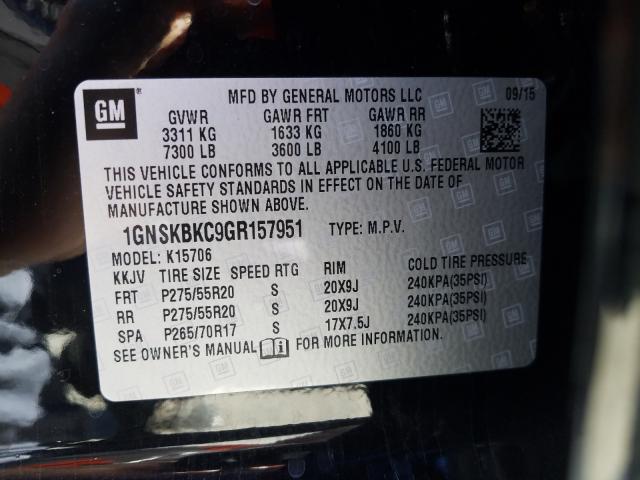 GM
MFD BY GENERAL MOTORS LLC 09/15
GVWR GAWR FRT GAWR RR
3311 KG 1633 KG 1860 KG
7300 LB 3600 LB 4100 LB
THIS VEHICLE CONFORMS TO ALL APPLICABLE U.S. FEDERAL MOTOR
VEHICLE SAFETY STANDARDS IN EFFECT ON THE DATE OF
MANUFACTURE SHOWN ABOVE.
1GNSKBKC9GR157951 TYPE: M.P.V.
MODEL: K15706
KKJV TIRE SIZE SPEED RTG RIM COLD TIRE PRESSURE
FRT P275/55R20 S 20X9J 240KPA(35PSI)
RR P275/55R20 S 20X9J 240KPA(35PSI)
SPA P265/70R17 S 17X7.5J 240KPA(35PSI)
SEE OWNER'S MANUAL FOR MORE INFORMATION.